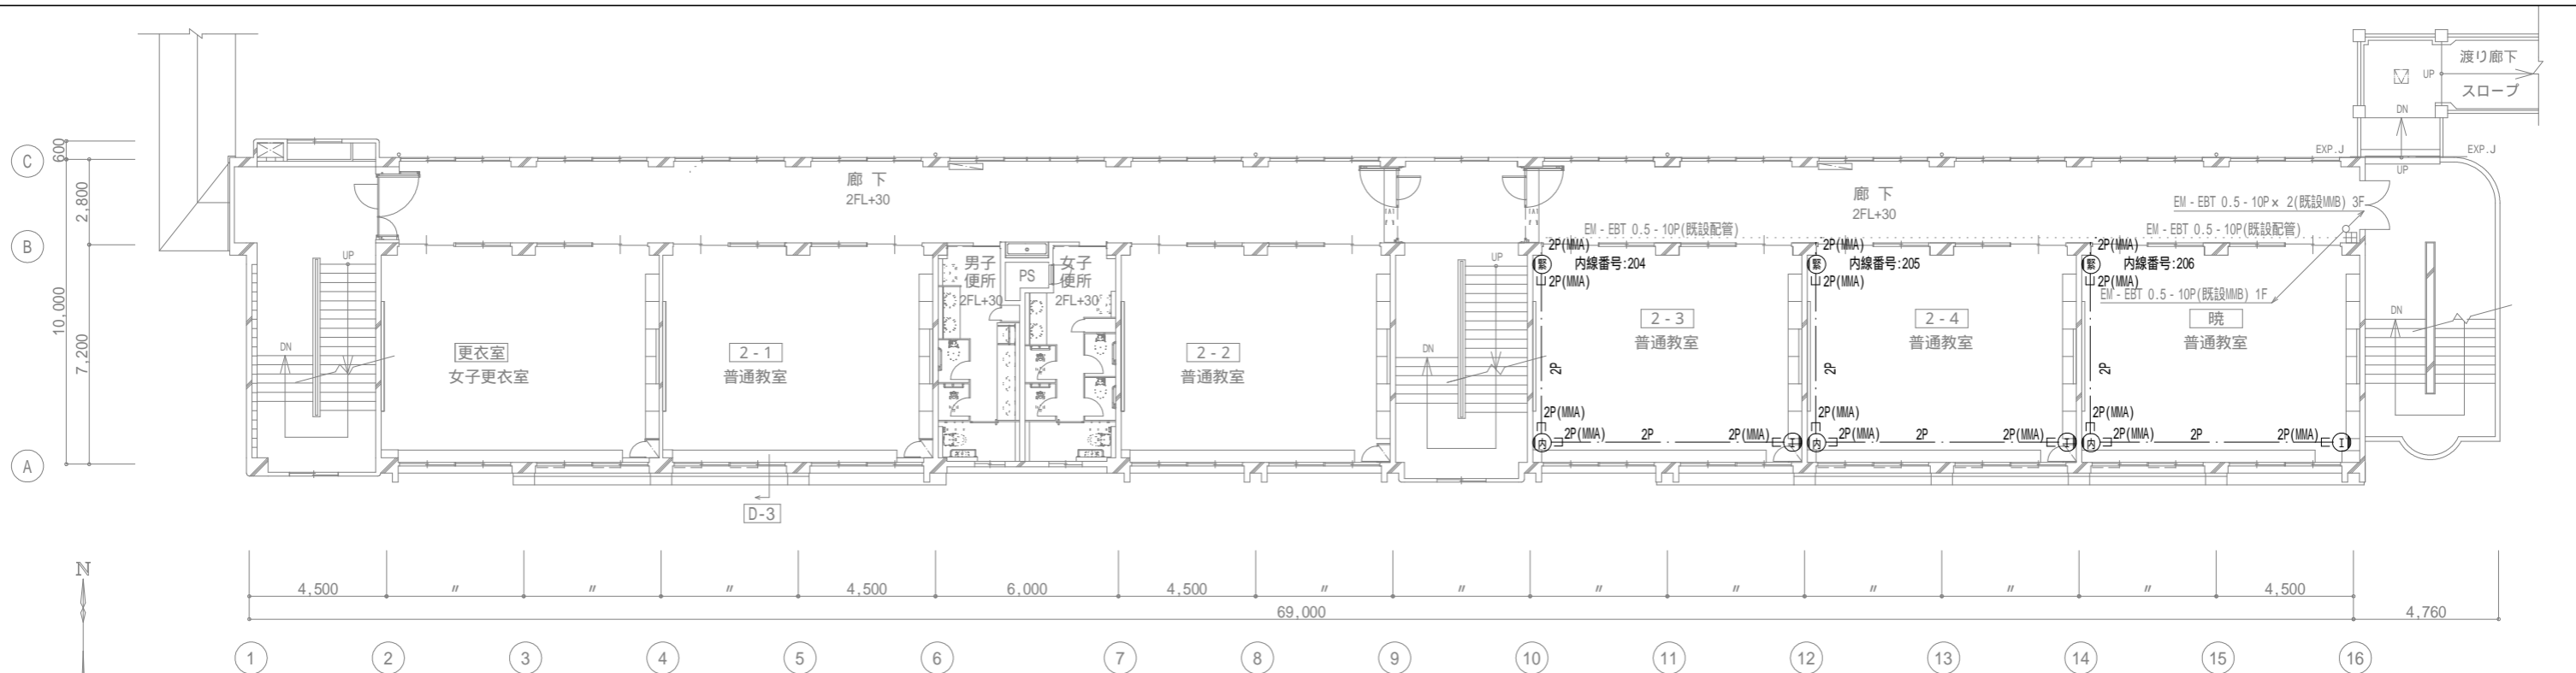 渡り廊下
UP
スロープ
DN
EXP.J
EXP.J
UP
C
600
2,800
廊 下
2FL+30
廊 下
2FL+30
EM - EBT 0.5 - 10P× 2(既設MMB) 3F
EM - EBT 0.5 - 10P(既設配管)
EM - EBT 0.5 - 10P(既設配管)
B
2P(MMA)
2P(MMA)
2P(MMA)
緊
内線番号:204
緊
内線番号:205
緊
内線番号:206
2P(MMA)
2P(MMA)
2P(MMA)
EM - EBT 0.5 - 10P(既設MMB) 1F
UP
男子
便所
2FL+30
PS
女子
便所
2FL+30
UP
10,000
7,200
DN
更衣室
女子更衣室
2-1
普通教室
2-2
普通教室
DN
2-3
普通教室
2-4
普通教室
暁
普通教室
DN
2P
2P
2P
2P(MMA)
2P(MMA)
2P(MMA)
A
内
2P(MMA)
2P
2P(MMA)
I
内
2P(MMA)
2P
2P(MMA)
I
内
2P(MMA)
2P
2P(MMA)
I
D-3
N
4,500
〃
〃
〃
4,500
6,000
4,500
〃
〃
〃
〃
〃
〃
〃
4,500
69,000
4,760
1
2
3
4
5
6
7
8
9
10
11
12
13
14
15
16